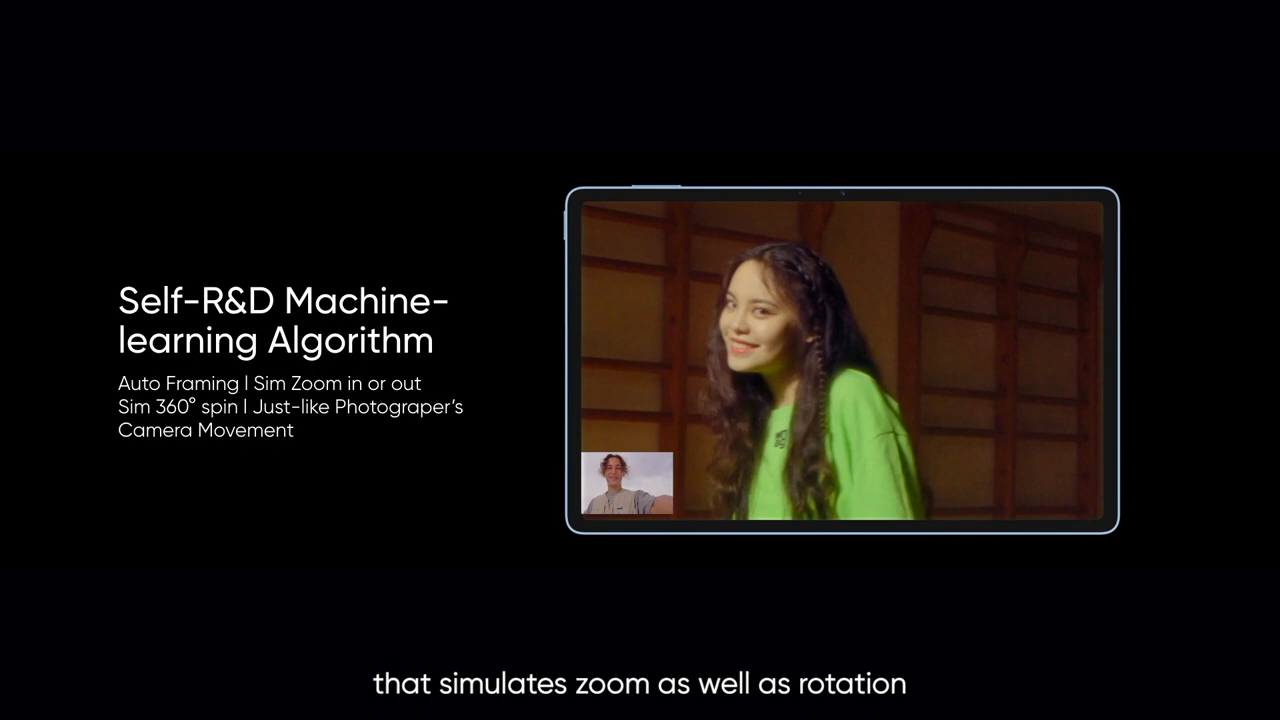 Self-R&D Machine-
learning Algorithm
Auto Framing l Sim Zoom in or out
Sim 360° spin l Just-like Photograper's
Camera Movement
that simulates zoom as well as rotation